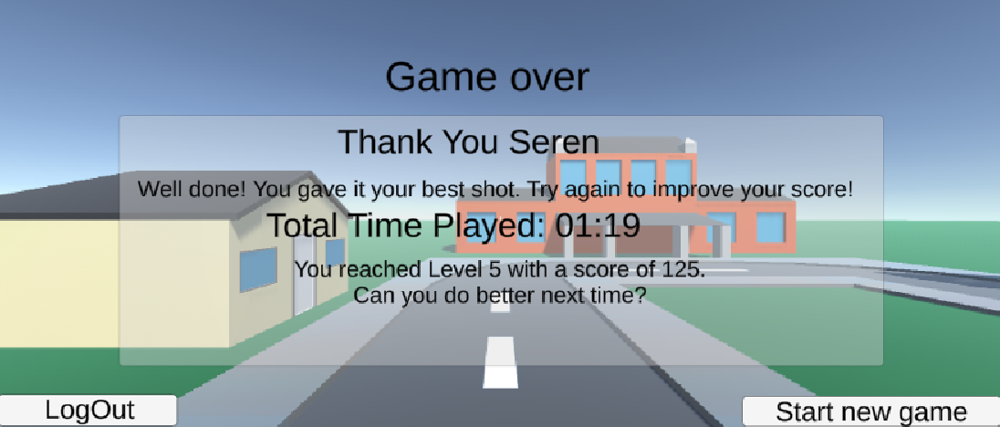 Game over
Thank You Seren
Well done! You gave it your best shot. Try again to improve your score!
Total Time Played: 01:19
You reached Level 5 with a score of 125.
Can you do better next time?
LogOut
Start new game